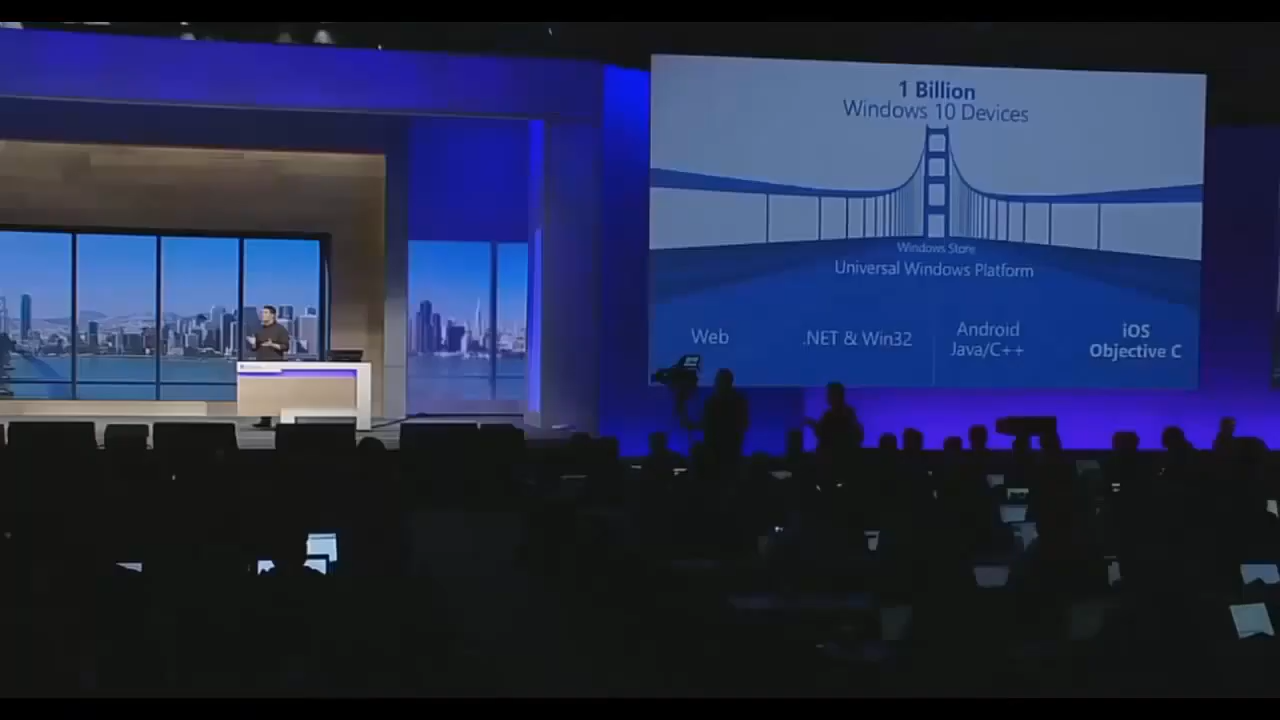 1 Billion
Windows 10 Devices
Windows Store
Universal Windows Platform
Web
.NET & Win32
Android
Java/C++
iOS
Objective C